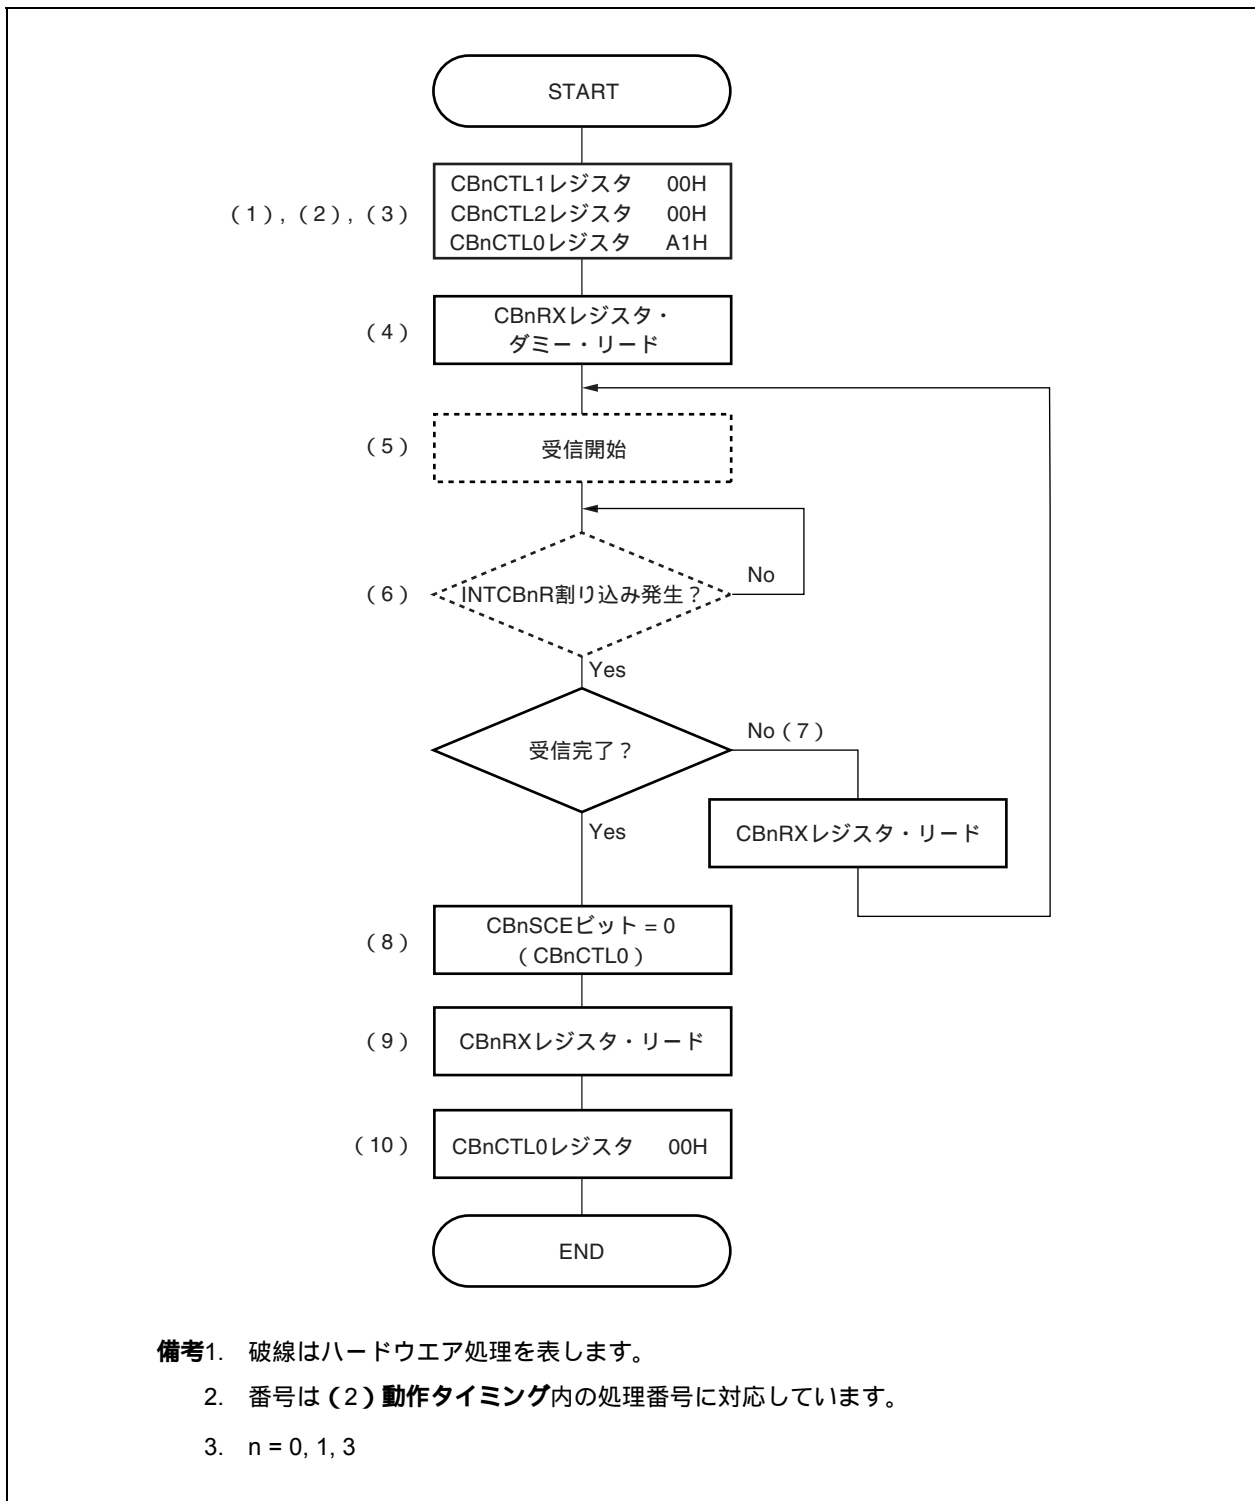 START
(1), (2), (3)
CBnCTL1レジスタ 00H
CBnCTL2レジスタ 00H
CBnCTL0レジスタ A1H
(4)
CBnRXレジスタ・
ダミー・リード
(5)
受信開始
(6)
INTCBnR割り込み発生？
No
Yes
受信完了？
No (7)
Yes
CBnRXレジスタ・リード
(8)
CBnSCEビット = 0
(CBnCTL0)
(9)
CBnRXレジスタ・リード
(10)
CBnCTL0レジスタ 00H
END
備考1. 破線はハードウエア処理を表します。
2. 番号は(2)動作タイミング内の処理番号に対応しています。
3. n = 0, 1, 3